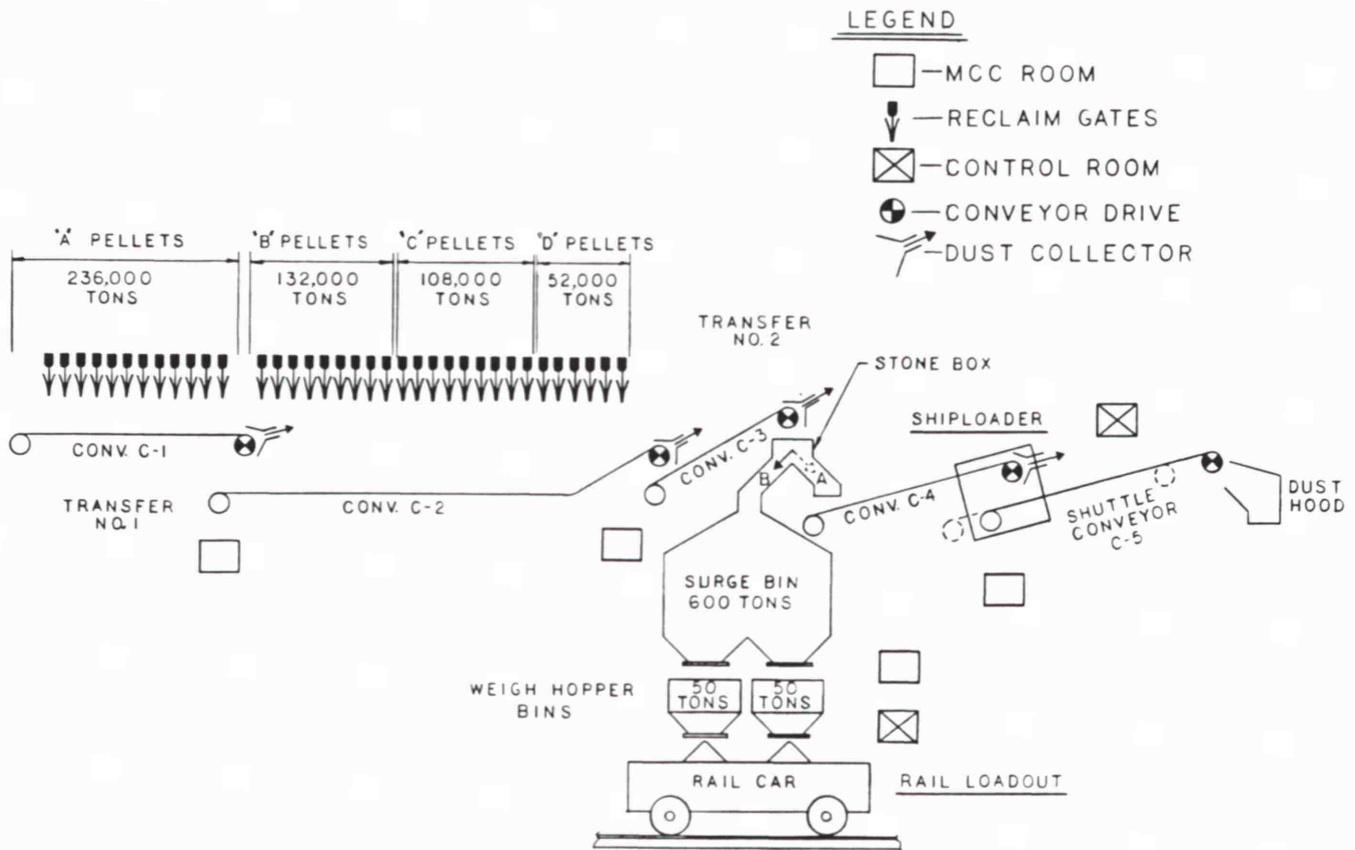 LEGEND
MCC ROOM
RECLAIM GATES
CONTROL ROOM
CONVEYOR DRIVE
DUST COLLECTOR
'A' PELLETS
'B' PELLETS
'C' PELLETS
'D' PELLETS
236,000
TONS
132,000
TONS
108,000
TONS
52,000
TONS
TRANSFER
NO. 2
STONE BOX
SHIPLOADER
CONV. C-1
CONV. C-3
B
A
TRANSFER
NO. 1
CONV. C-2
CONV. C-4
SHUTTLE
CONVEYOR
C-5
DUST
HOOD
SURGE BIN
600 TONS
WEIGH HOPPER
BINS
50
TONS
50
TONS
RAIL CAR
RAIL LOADOUT